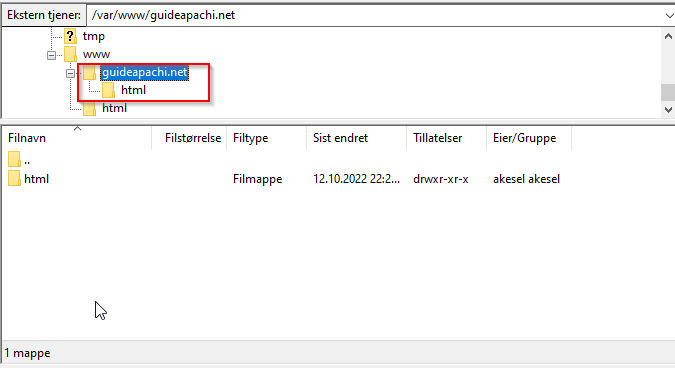 Ekstern tjener: /var/www/guideapachi.net
? tmp
www
guideapachi.net
html
html
Filnavn Filstørrelse Filtype Sist endret Tillatelser Eier/Gruppe
..
html Filmappe 12.10.2022 22:2... drwxr-xr-x akesel akesel
1 mappe